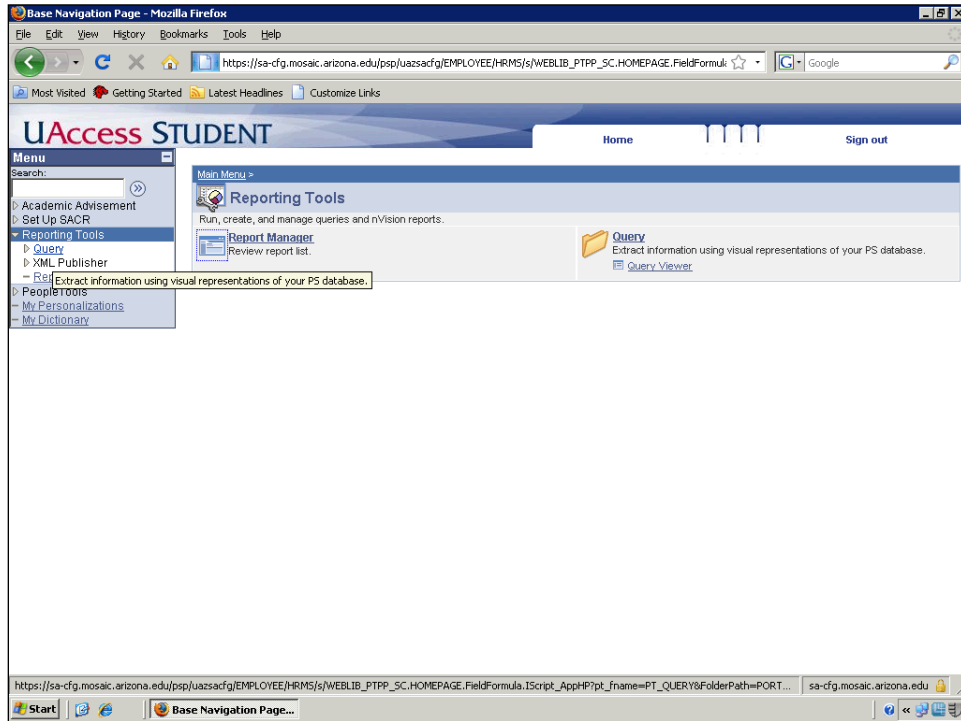 Base Navigation Page - Mozilla Firefox
File Edit View History Bookmarks Tools Help
https://sa-cfg.mosaic.arizona.edu/psp/uazsacfg/EMPLOYEE/HRMS/s/WEBLIB_PTPP_SC.HOMEPAGE.FieldFormula
G Google
Most Visited Getting Started Latest Headlines Customize Links
UACCESS STUDENT
Home Sign out
Menu
Search:
Main Menu >
Academic Advisement
Reporting Tools
Set Up SACR
Run, create, and manage queries and nVision reports.
Reporting Tools
Query
XML Publisher
Report Manager
Review report list.
Query
Extract information using visual representations of your PS database.
Query Viewer
Extract information using visual representations of your PS database.
PeopleTools
My Personalizations
My Dictionary
https://sa-cfg.mosaic.arizona.edu/psp/uazsacfg/EMPLOYEE/HRMS/s/WEBLIB_PTPP_SC.HOMEPAGE.FieldFormula.IScript_AppHP?pt_fname=PT_QUERY&FolderPath=PORT... sa-cfg.mosaic.arizona.edu
Start Base Navigation Page...